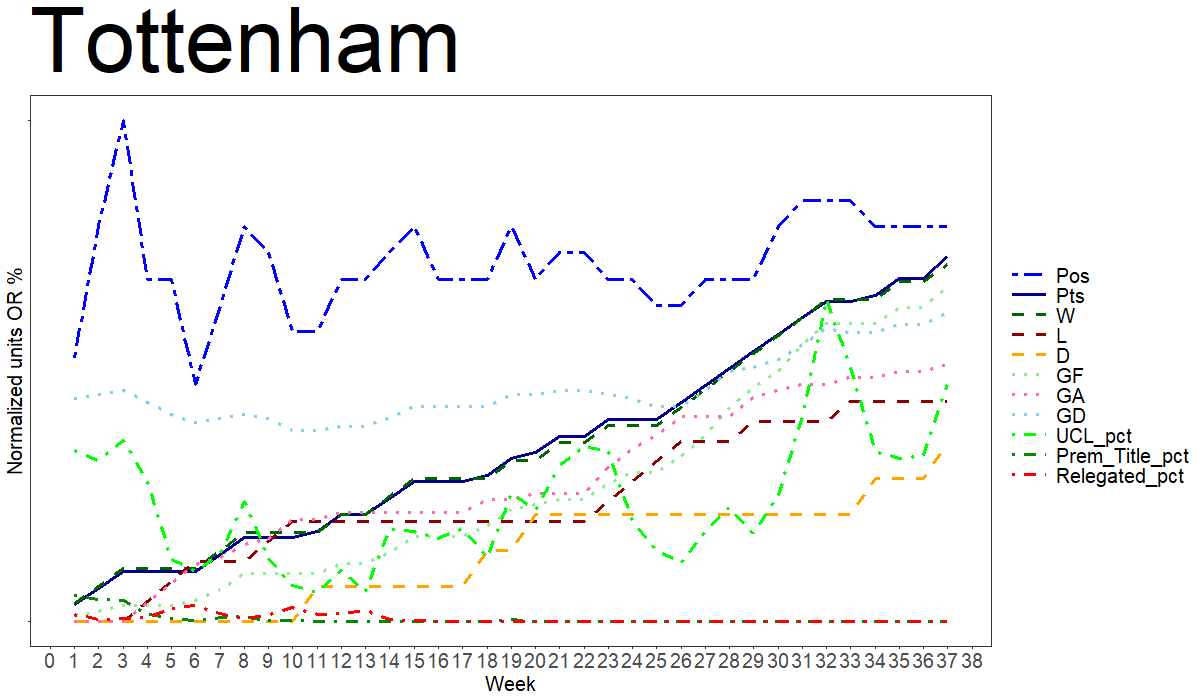 Tottenham
Normalized units OR %
Pos
Pts
W
L
D
GF
GA
GD
UCL_pct
Prem_Title_pct
Relegated_pct
0 1 2 3 4 5 6 7 8 9 10 11 12 13 14 15 16 17 18 19 20 21 22 23 24 25 26 27 28 29 30 31 32 33 34 35 36 37 38
Week